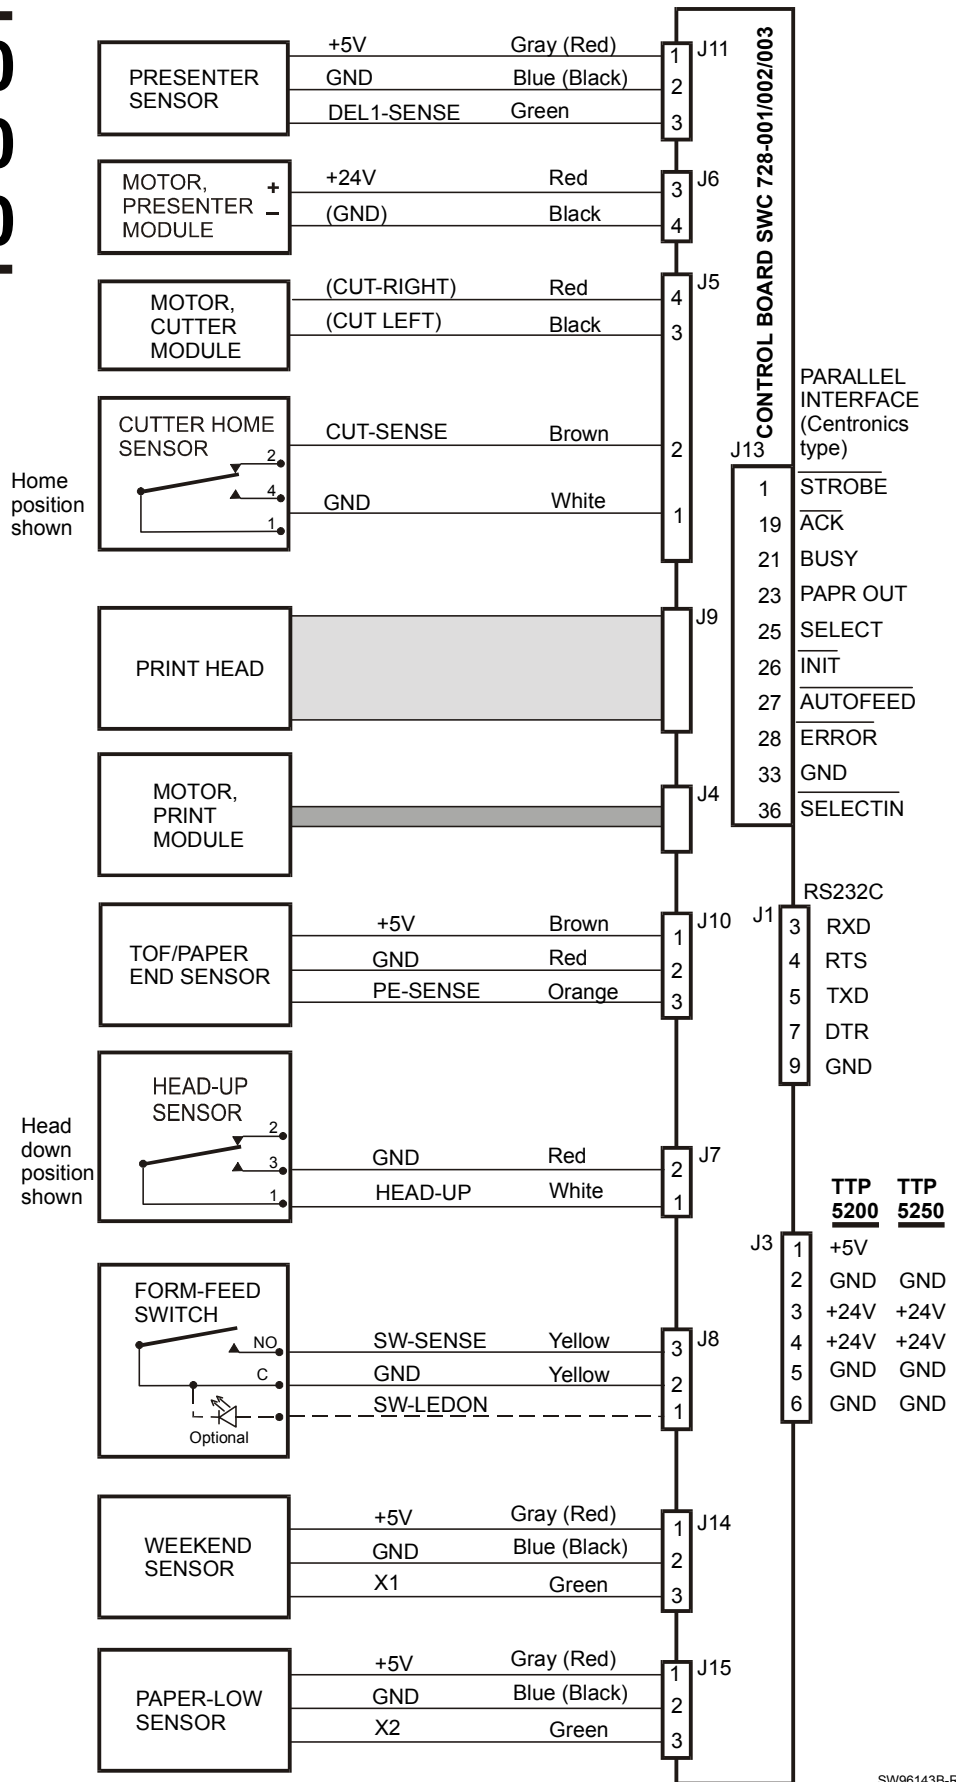 +5V Gray (Red) J11
PRESENTER
SENSOR
1
GND Blue (Black) 2
DEL1-SENSE Green 3
CONTROL BOARD SWC 728-001/002/003
MOTOR,
PRESENTER
MODULE
+
–
+24V Red 3 J6
(GND) Black 4
MOTOR,
CUTTER
MODULE
(CUT-RIGHT) Red 4 J5
(CUT LEFT) Black 3
CUTTER HOME
SENSOR
2
4
1
Home
position
shown
CUT-SENSE Brown 2
GND White 1
PARALLEL
INTERFACE
(Centronics
type)
J13
1 STROBE
19 ACK
21 BUSY
23 PAPR OUT
25 SELECT
26 INIT
27 AUTOFEED
28 ERROR
33 GND
36 SELECTIN
PRINT HEAD J9
MOTOR,
PRINT
MODULE
J4
TOF/PAPER
END SENSOR
+5V Brown 1 J10
GND Red 2
PE-SENSE Orange 3
RS232C
J1
3 RXD
4 RTS
5 TXD
7 DTR
9 GND
HEAD-UP
SENSOR
2
3
1
Head
down
position
shown
GND Red 2 J7
HEAD-UP White 1
TTP TTP
5200 5250
J3
1 +5V
2 GND GND
3 +24V +24V
4 +24V +24V
5 GND GND
6 GND GND
FORM-FEED
SWITCH
NO
C
Optional
SW-SENSE Yellow 3 J8
GND Yellow 2
SW-LEDON 1
WEEKEND
SENSOR
+5V Gray (Red) 1 J14
GND Blue (Black) 2
X1 Green 3
PAPER-LOW
SENSOR
+5V Gray (Red) 1 J15
GND Blue (Black) 2
X2 Green 3